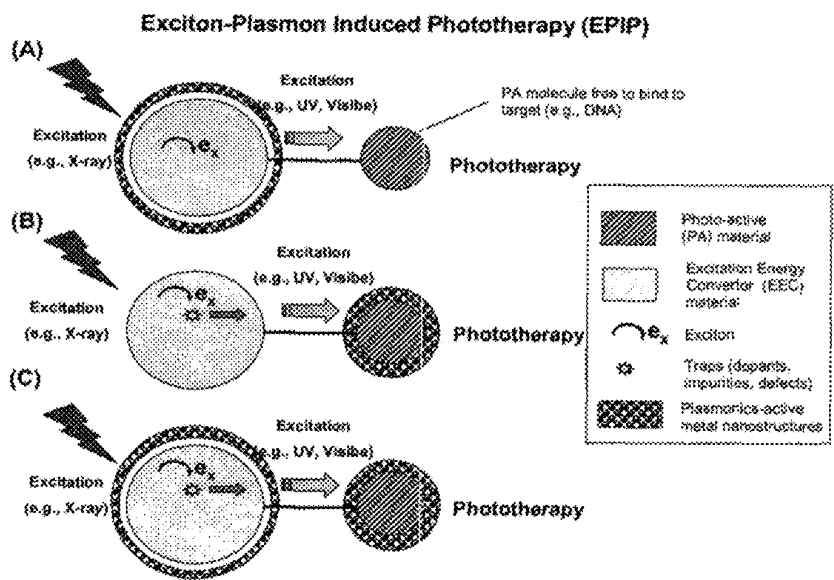 Exciton-Plasmon Induced Phototherapy (EPIP)
(A)
Excitation
(e.g., UV, Visibe)
PA molecule free to bind to
target (e.g., DNA)
Excitation
(e.g., X-ray)
ex
Phototherapy
(B)
Excitation
(e.g., UV, Visibe)
Excitation
(e.g., X-ray)
ex
Phototherapy
(C)
Excitation
(e.g., UV, Visibe)
Excitation
(e.g., X-ray)
ex
Phototherapy
Photo-active
(PA) material
Excitation Energy
Convertor (EEC)
material
ex Exciton
Traps (dopants,
impurities, defects)
Plasmonics-active
metal nanostructures